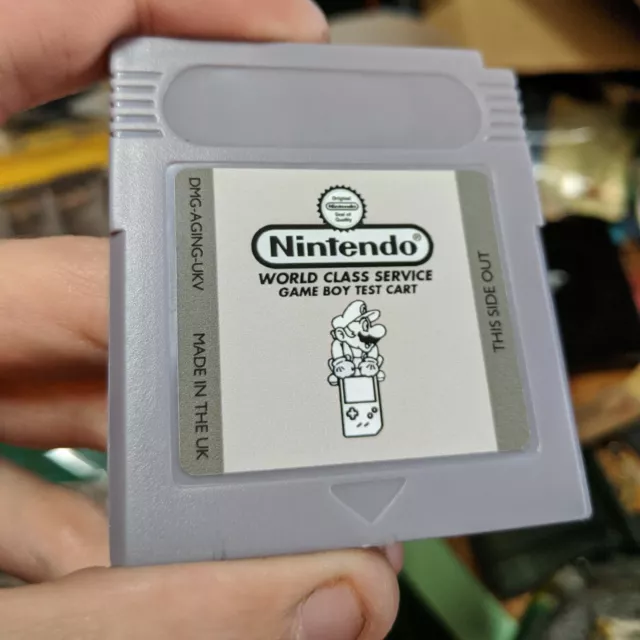 Original
Nintendo
Seal of
Quality
Nintendo®
WORLD CLASS SERVICE
GAME BOY TEST CART
DMG-AGING-UKV
MADE IN THE UK
THIS SIDE OUT